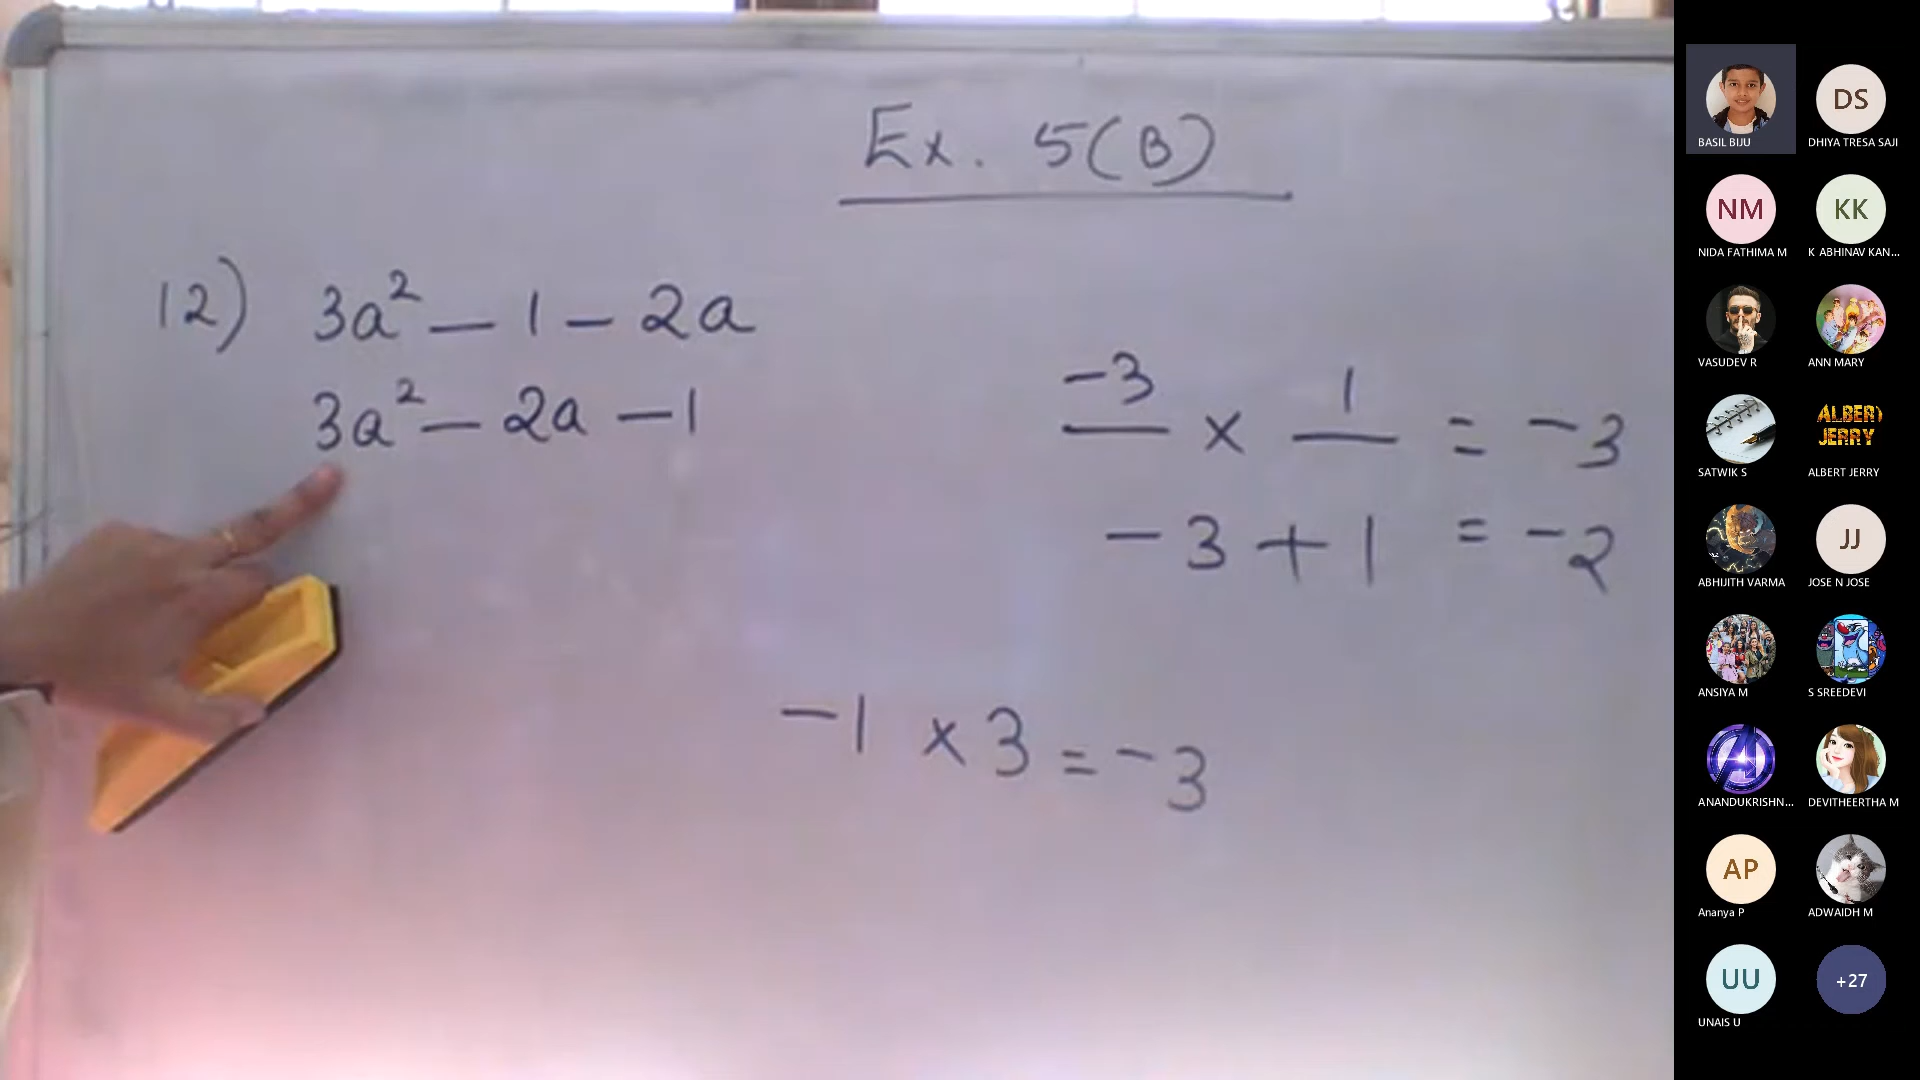 Ex. 5(B)
12) 3a² – 1 – 2a
3a² – 2a – 1
-3 × 1 = -3
- 3 + 1 = -2
-1 × 3 = -3
BASIL BIJU
DS
DHIYA TRESA SAJI
NM
NIDA FATHIMA M
KK
K ABHINAV KAN...
VASUDEV R
ANN MARY
SATWIK S
ALBERT JERRY
ALBERT JERRY
ABHIJITH VARMA
JJ
JOSE N JOSE
ANSIYA M
S SREEDEVI
ANANDUKRISHN...
DEVITHEERTHA M
AP
Ananya P
ADWAIDH M
UU
UNAIS U
+27